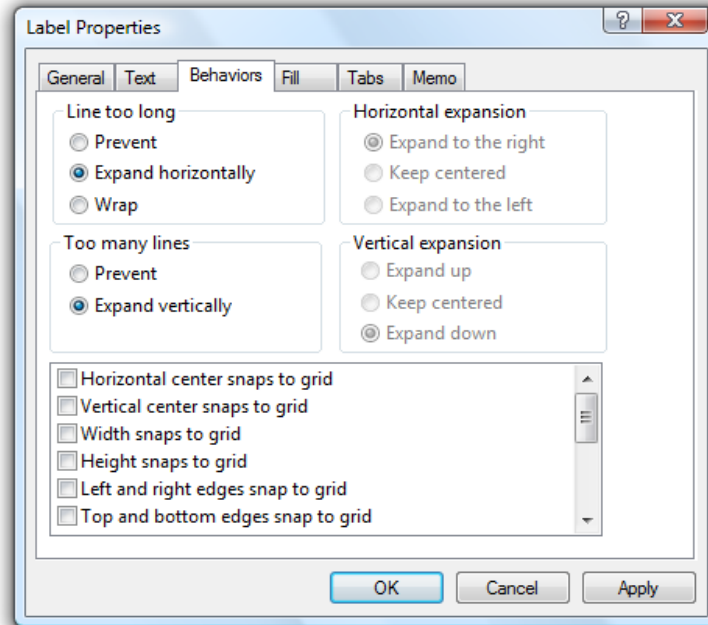 Label Properties
General Text Behaviors Fill Tabs Memo
Line too long
Prevent
Expand horizontally
Wrap
Horizontal expansion
Expand to the right
Keep centered
Expand to the left
Too many lines
Prevent
Expand vertically
Vertical expansion
Expand up
Keep centered
Expand down
Horizontal center snaps to grid
Vertical center snaps to grid
Width snaps to grid
Height snaps to grid
Left and right edges snap to grid
Top and bottom edges snap to grid
OK Cancel Apply